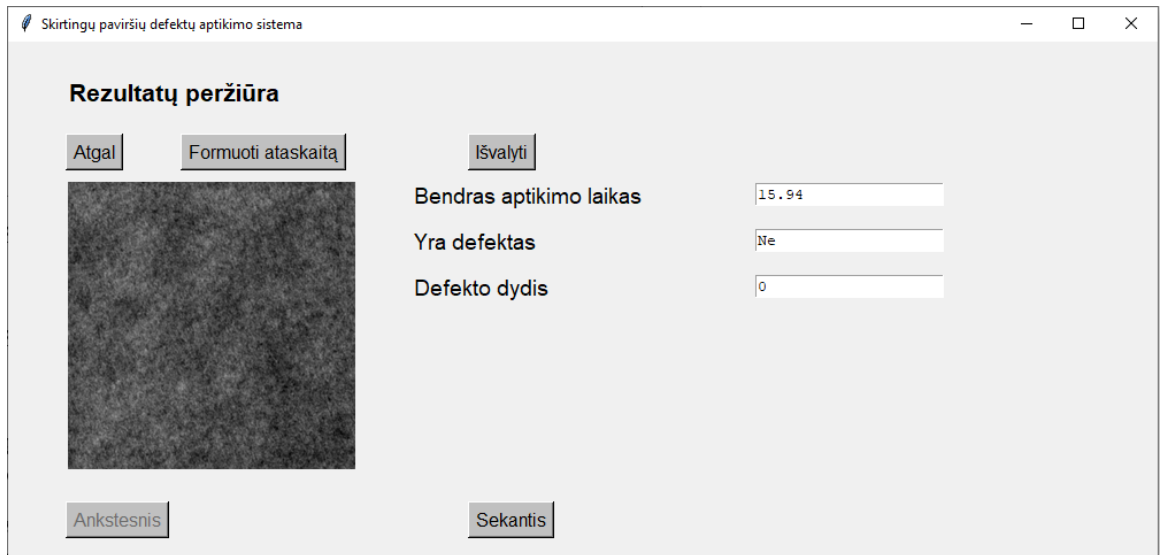 Skirtingų paviršių defektų aptikimo sistema
Rezultatų peržiūra
Atgal Formuoti ataskaitą Išvalyti
Bendras aptikimo laikas 15.94
Yra defektas Ne
Defekto dydis 0
Ankstesnis Sekantis